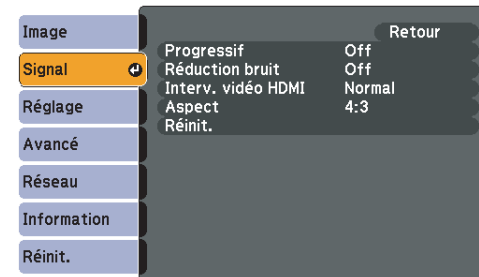 Image
Signal
Réglage
Avancé
Réseau
Information
Réinit.
Retour
Progressif Off
Réduction bruit Off
Interv. vidéo HDMI Normal
Aspect 4:3
Réinit.